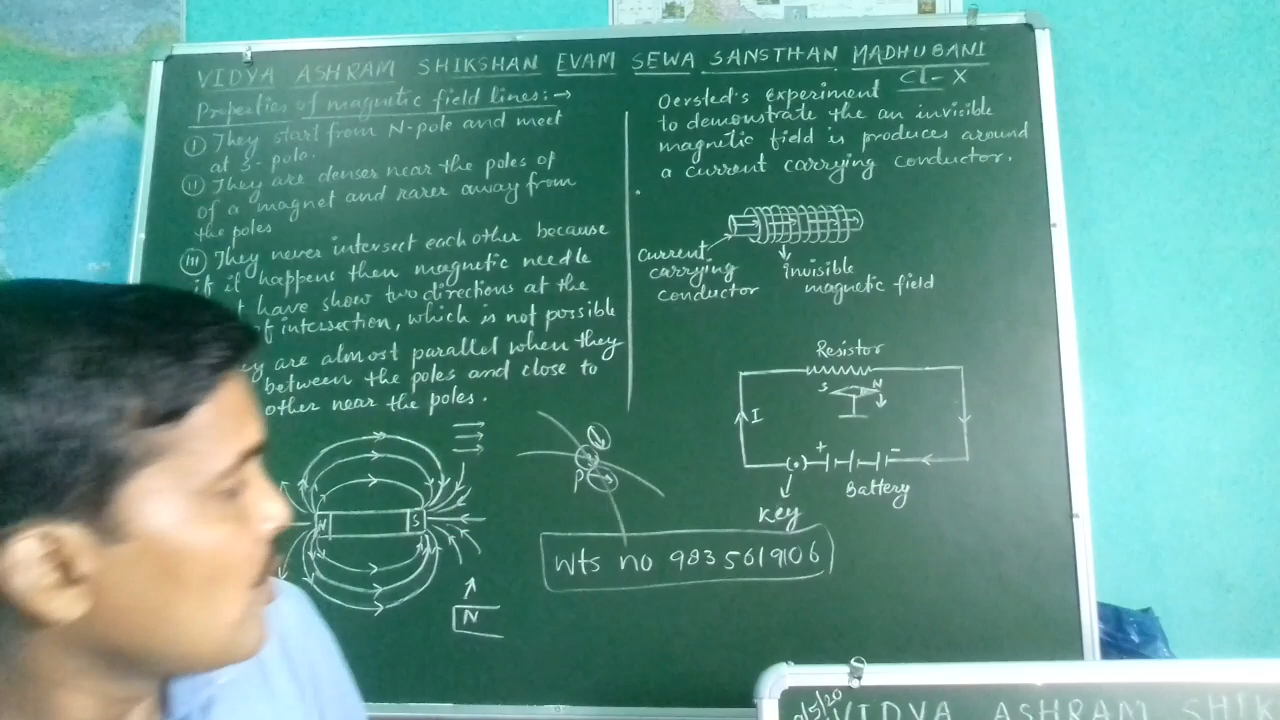 VIDYA ASHRAM SHIKSHAN EVAM SEWA SANSTHAN MADHUBANI
CL-X
Properties of magnetic field lines:→
(I) They start from N-pole and meet
at S-pole.
(II) They are denser near the poles of
of a magnet and rarer away from
the poles
(III) They never intersect each other because
if it happens then magnetic needle
have show two directions at the
of intersection, which is not possible
are almost parallel when they
between the poles and close to
other near the poles.
N S
N
P
Oersted's experiment
to demonstrate the an invisible
magnetic field is produces around
a current carrying conductor.
current
carrying
conductor
invisible
magnetic field
Resistor
S N
I
+ -
Battery
Key
Wts no 9835619106
/5/20
VIDYA ASHRAM SHIK